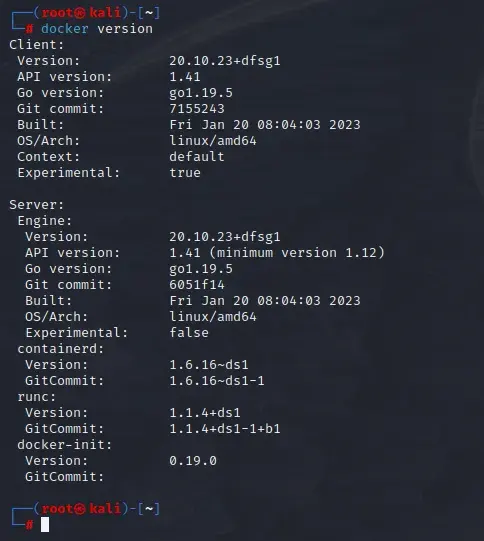 ┌──(root㉿kali)-[~]
└─# docker version
Client:
 Version:           20.10.23+dfsg1
 API version:       1.41
 Go version:        go1.19.5
 Git commit:        7155243
 Built:             Fri Jan 20 08:04:03 2023
 OS/Arch:           linux/amd64
 Context:           default
 Experimental:      true

Server:
 Engine:
  Version:          20.10.23+dfsg1
  API version:      1.41 (minimum version 1.12)
  Go version:       go1.19.5
  Git commit:       6051f14
  Built:            Fri Jan 20 08:04:03 2023
  OS/Arch:          linux/amd64
  Experimental:     false
 containerd:
  Version:          1.6.16~ds1
  GitCommit:        1.6.16~ds1-1
 runc:
  Version:          1.1.4+ds1
  GitCommit:        1.1.4+ds1-1+b1
 docker-init:
  Version:          0.19.0
  GitCommit:

┌──(root㉿kali)-[~]
└─#